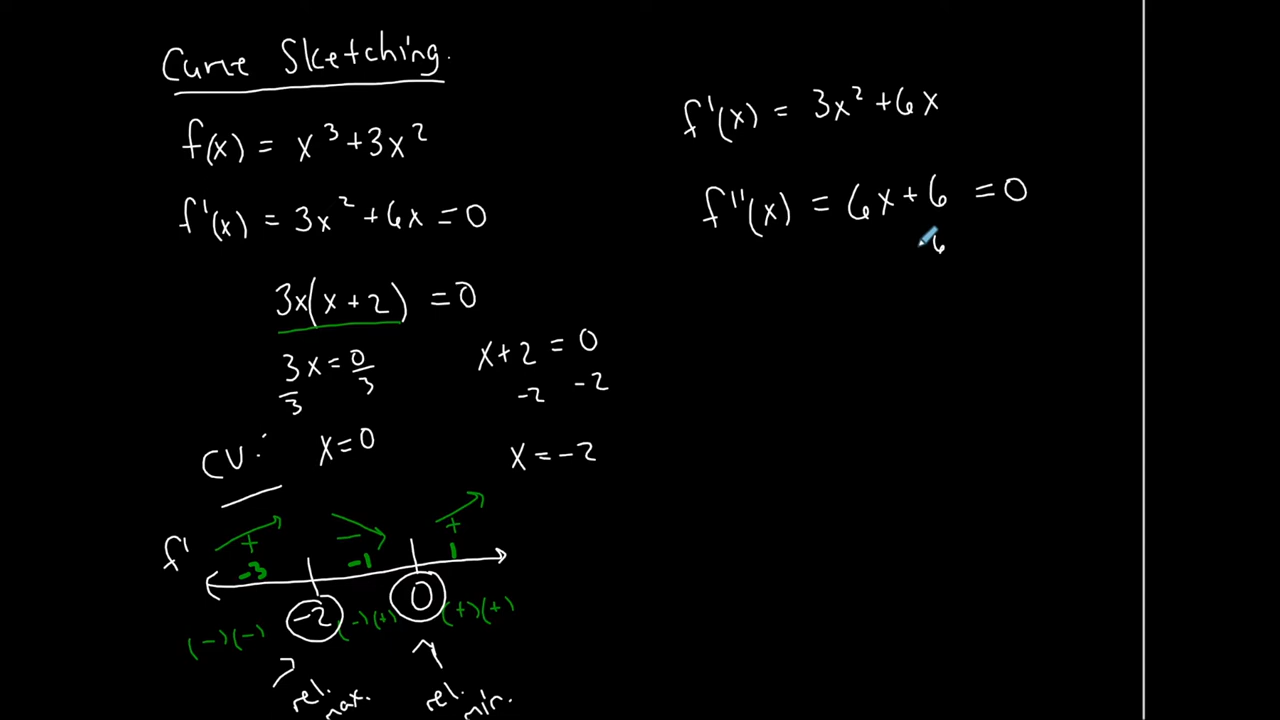 Curve Sketching.
f(x) = x³+3x²
f'(x) = 3x²+6x=0
3x(x+2) =0
3x=0/3
3
x+2=0
-2 -2
CV: x=0
x=-2
f' + - +
-3 -1 1
-2 0
(-)(-) (-)(+) (+)(+)
rel. max.
rel. min.
f'(x) = 3x²+6x
f''(x) = 6x+6 =0
6